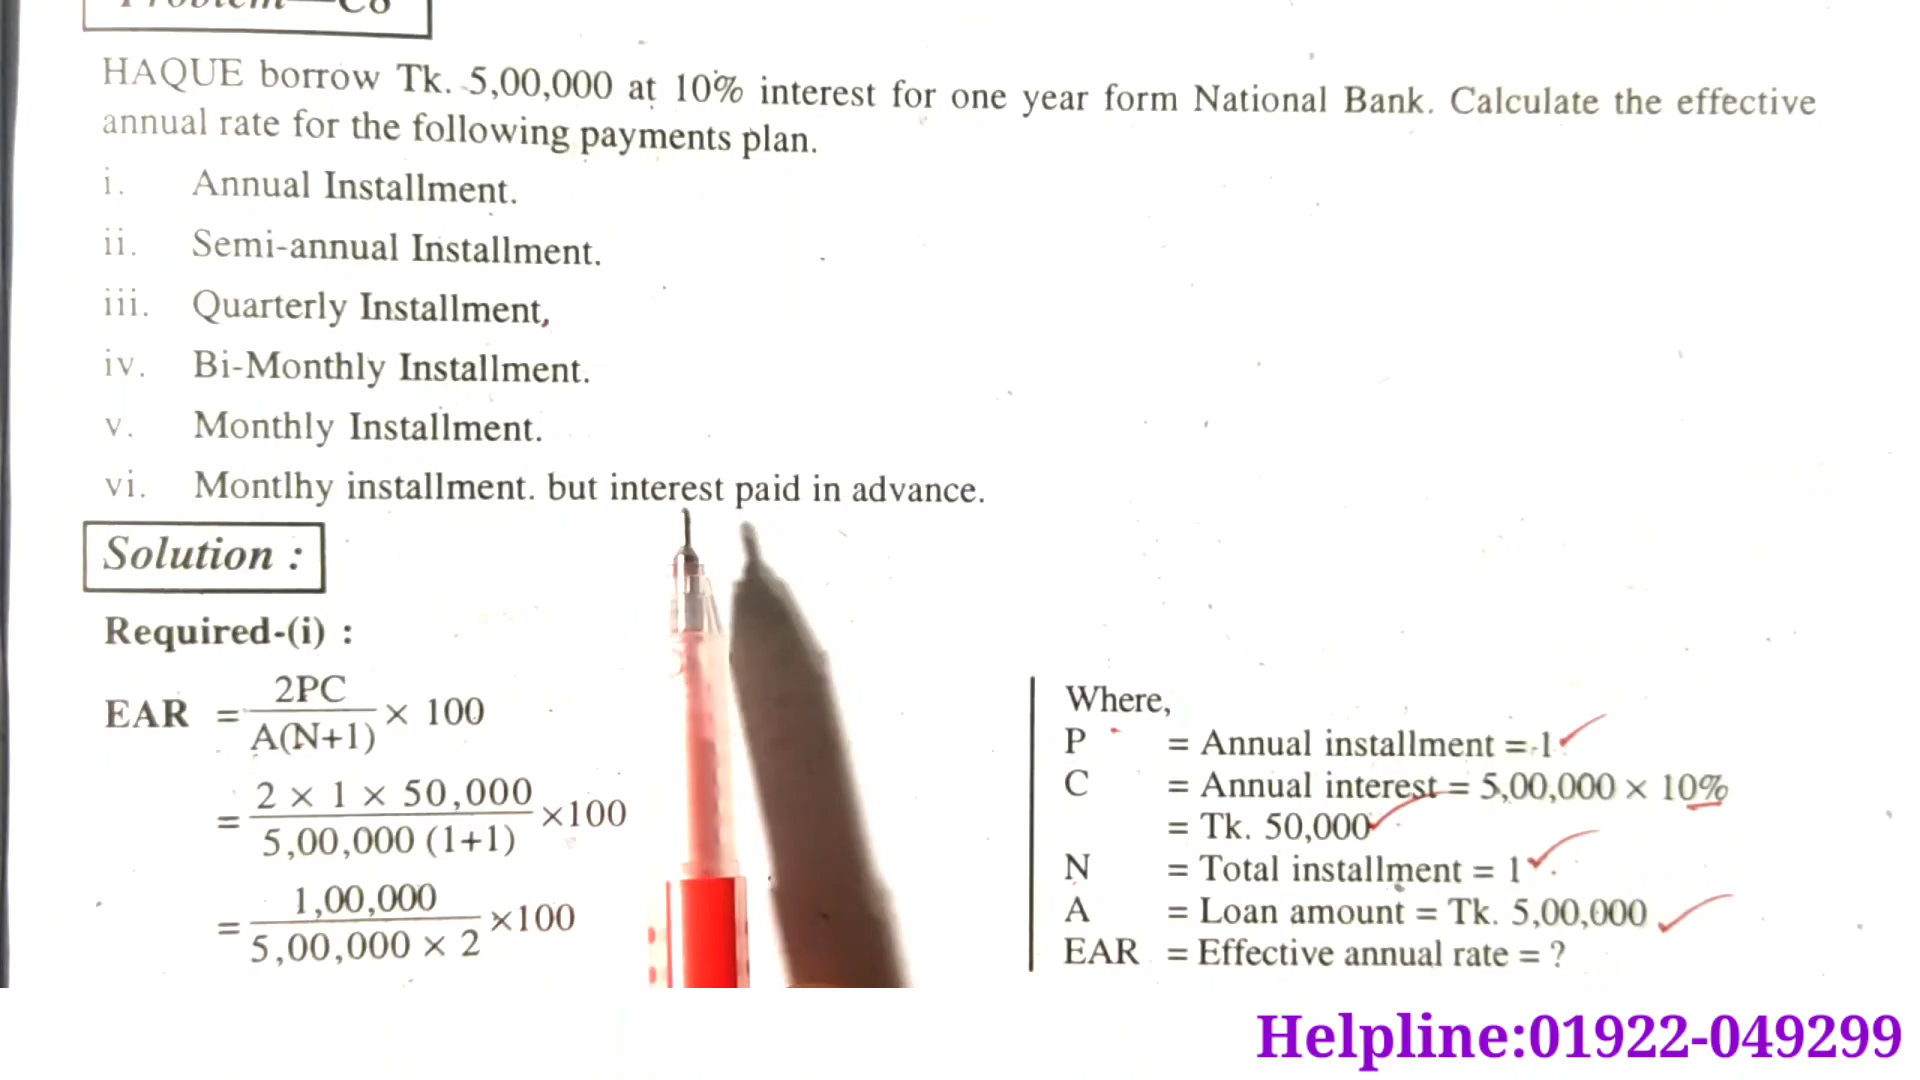 Problem—C8
HAQUE borrow Tk. 5,00,000 at 10% interest for one year form National Bank. Calculate the effective
annual rate for the following payments plan.
i. Annual Installment.
ii. Semi-annual Installment.
iii. Quarterly Installment,
iv. Bi-Monthly Installment.
v. Monthly Installment.
vi. Montlhy installment. but interest paid in advance.
Solution :
Required-(i) :
EAR = 2PC / A(N+1) × 100
= 2 × 1 × 50,000 / 5,00,000 (1+1) ×100
= 1,00,000 / 5,00,000 × 2 ×100
Where,
P = Annual installment = 1
C = Annual interest = 5,00,000 × 10%
= Tk. 50,000
N = Total installment = 1
A = Loan amount = Tk. 5,00,000
EAR = Effective annual rate = ?
Helpline:01922-049299